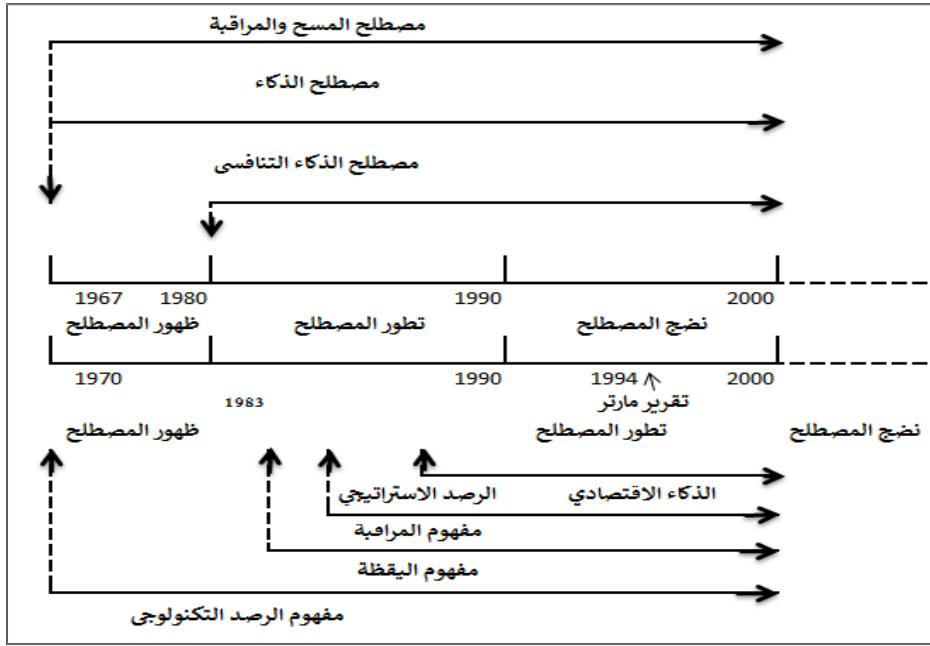 مصطلح المسح والمراقبة
مصطلح الذكاء
مصطلح الذكاء التنافسي
1967 1980 1990 2000
ظهور المصطلح تطور المصطلح نضج المصطلح
1970 1990 1994 2000
تقرير مارتر
1983
ظهور المصطلح تطور المصطلح نضج المصطلح
الرصد الاستراتيجي الذكاء الاقتصادي
مفهوم المراقبة
مفهوم اليقظة
مفهوم الرصد التكنولوجي